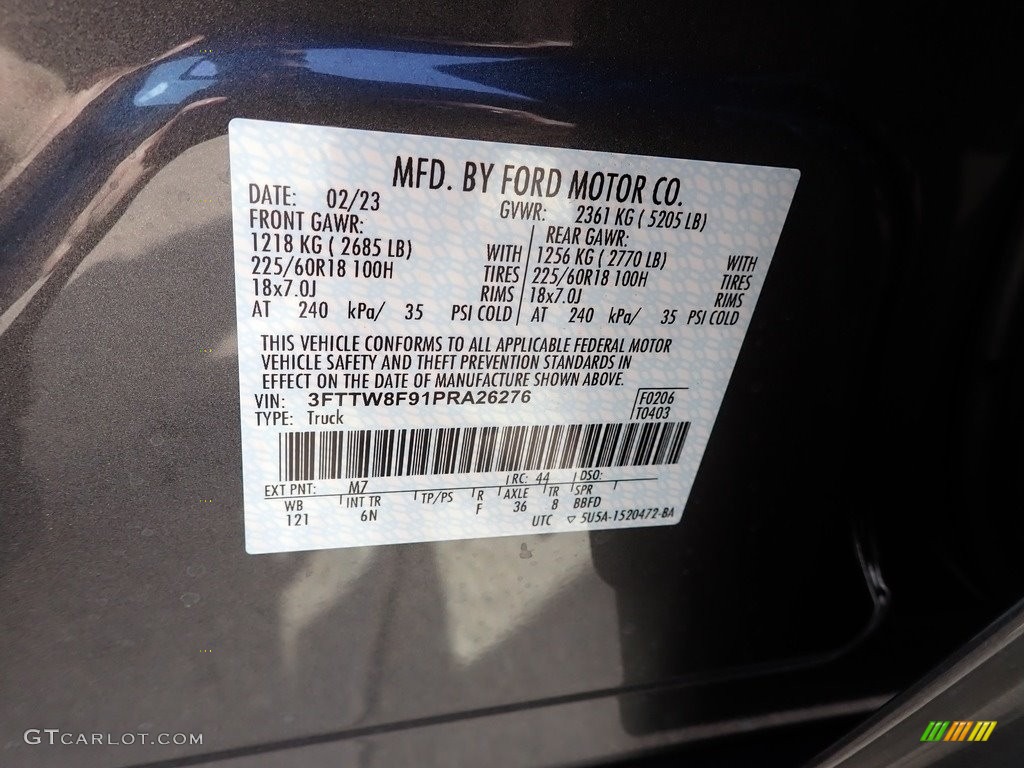 MFD. BY FORD MOTOR CO.
DATE: 02/23 GVWR: 2361 KG ( 5205 LB)
FRONT GAWR: REAR GAWR:
1218 KG ( 2685 LB) WITH 1256 KG ( 2770 LB) WITH
225/60R18 100H TIRES 225/60R18 100H TIRES
18x7.0J RIMS 18x7.0J RIMS
AT 240 kPa/ 35 PSI COLD AT 240 kPa/ 35 PSI COLD
THIS VEHICLE CONFORMS TO ALL APPLICABLE FEDERAL MOTOR
VEHICLE SAFETY AND THEFT PREVENTION STANDARDS IN
EFFECT ON THE DATE OF MANUFACTURE SHOWN ABOVE.
VIN: 3FTTW8F91PRA26276 F0206
TYPE: Truck T0403
EXT PNT: M7 RC: 44 DSO:
WB INT TR TP/PS R AXLE TR SPR
121 6N F 36 8 BBFD
UTC ▽ 5U5A-1520472-BA
GTCARLOT.COM